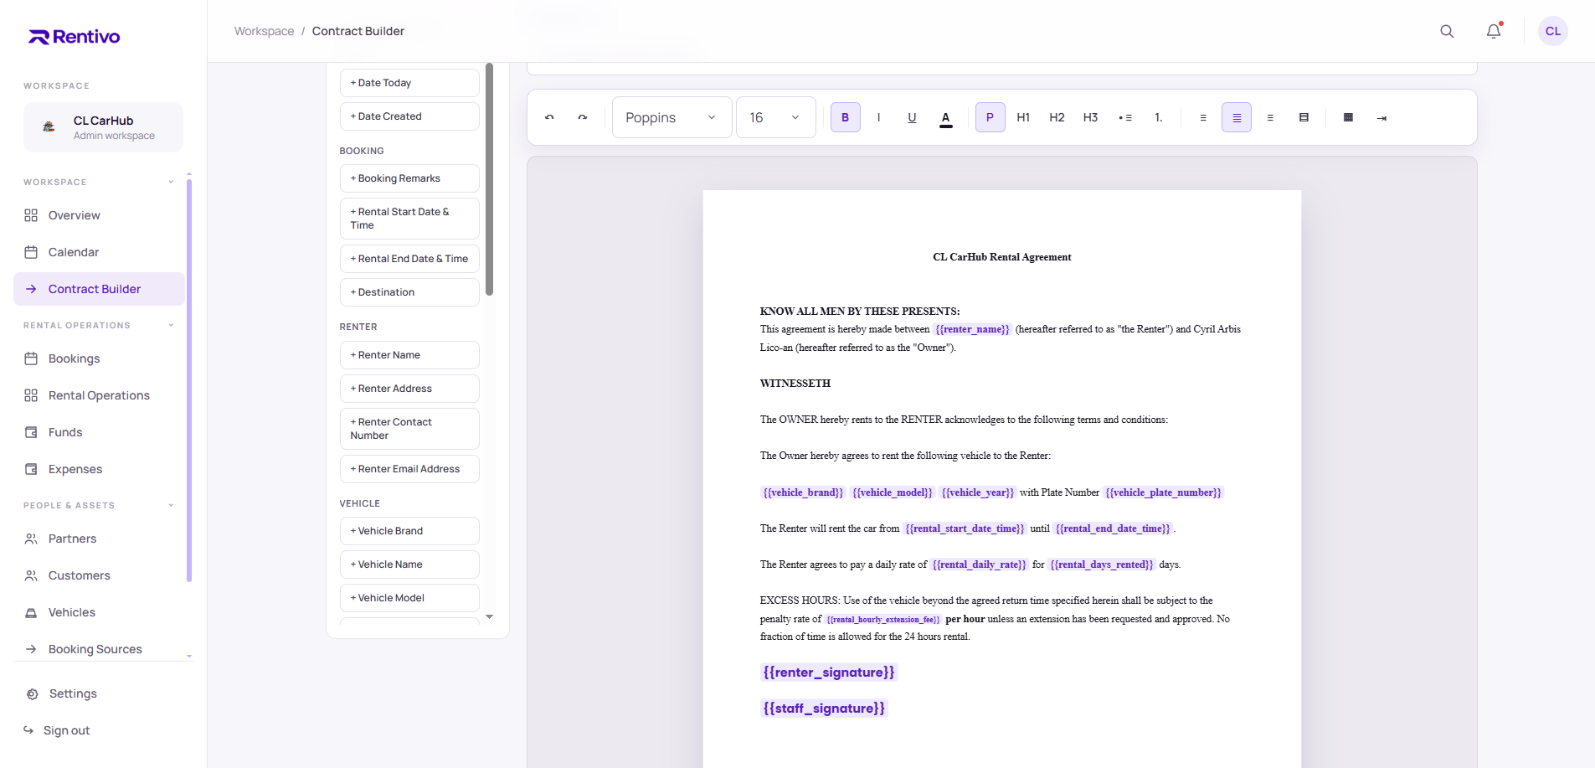 Rentivo
Workspace / Contract Builder
CL
WORKSPACE
CL CarHub
Admin workspace
WORKSPACE
Overview
Calendar
Contract Builder
RENTAL OPERATIONS
Bookings
Rental Operations
Funds
Expenses
PEOPLE & ASSETS
Partners
Customers
Vehicles
Booking Sources
Settings
Sign out
+ Date Today
+ Date Created
BOOKING
+ Booking Remarks
+ Rental Start Date &
Time
+ Rental End Date & Time
+ Destination
RENTER
+ Renter Name
+ Renter Address
+ Renter Contact
Number
+ Renter Email Address
VEHICLE
+ Vehicle Brand
+ Vehicle Name
+ Vehicle Model
Poppins 16 B I U A P H1 H2 H3 1.
CL CarHub Rental Agreement
KNOW ALL MEN BY THESE PRESENTS:
This agreement is hereby made between {{renter_name}} (hereafter referred to as "the Renter") and Cyril Arbis
Lico-an (hereafter referred to as the "Owner").
WITNESSETH
The OWNER hereby rents to the RENTER acknowledges to the following terms and conditions:
The Owner hereby agrees to rent the following vehicle to the Renter:
{{vehicle_brand}} {{vehicle_model}} {{vehicle_year}} with Plate Number {{vehicle_plate_number}}
The Renter will rent the car from {{rental_start_date_time}} until {{rental_end_date_time}}.
The Renter agrees to pay a daily rate of {{rental_daily_rate}} for {{rental_days_rented}} days.
EXCESS HOURS: Use of the vehicle beyond the agreed return time specified herein shall be subject to the
penalty rate of {{rental_hourly_extension_fee}} per hour unless an extension has been requested and approved. No
fraction of time is allowed for the 24 hours rental.
{{renter_signature}}
{{staff_signature}}